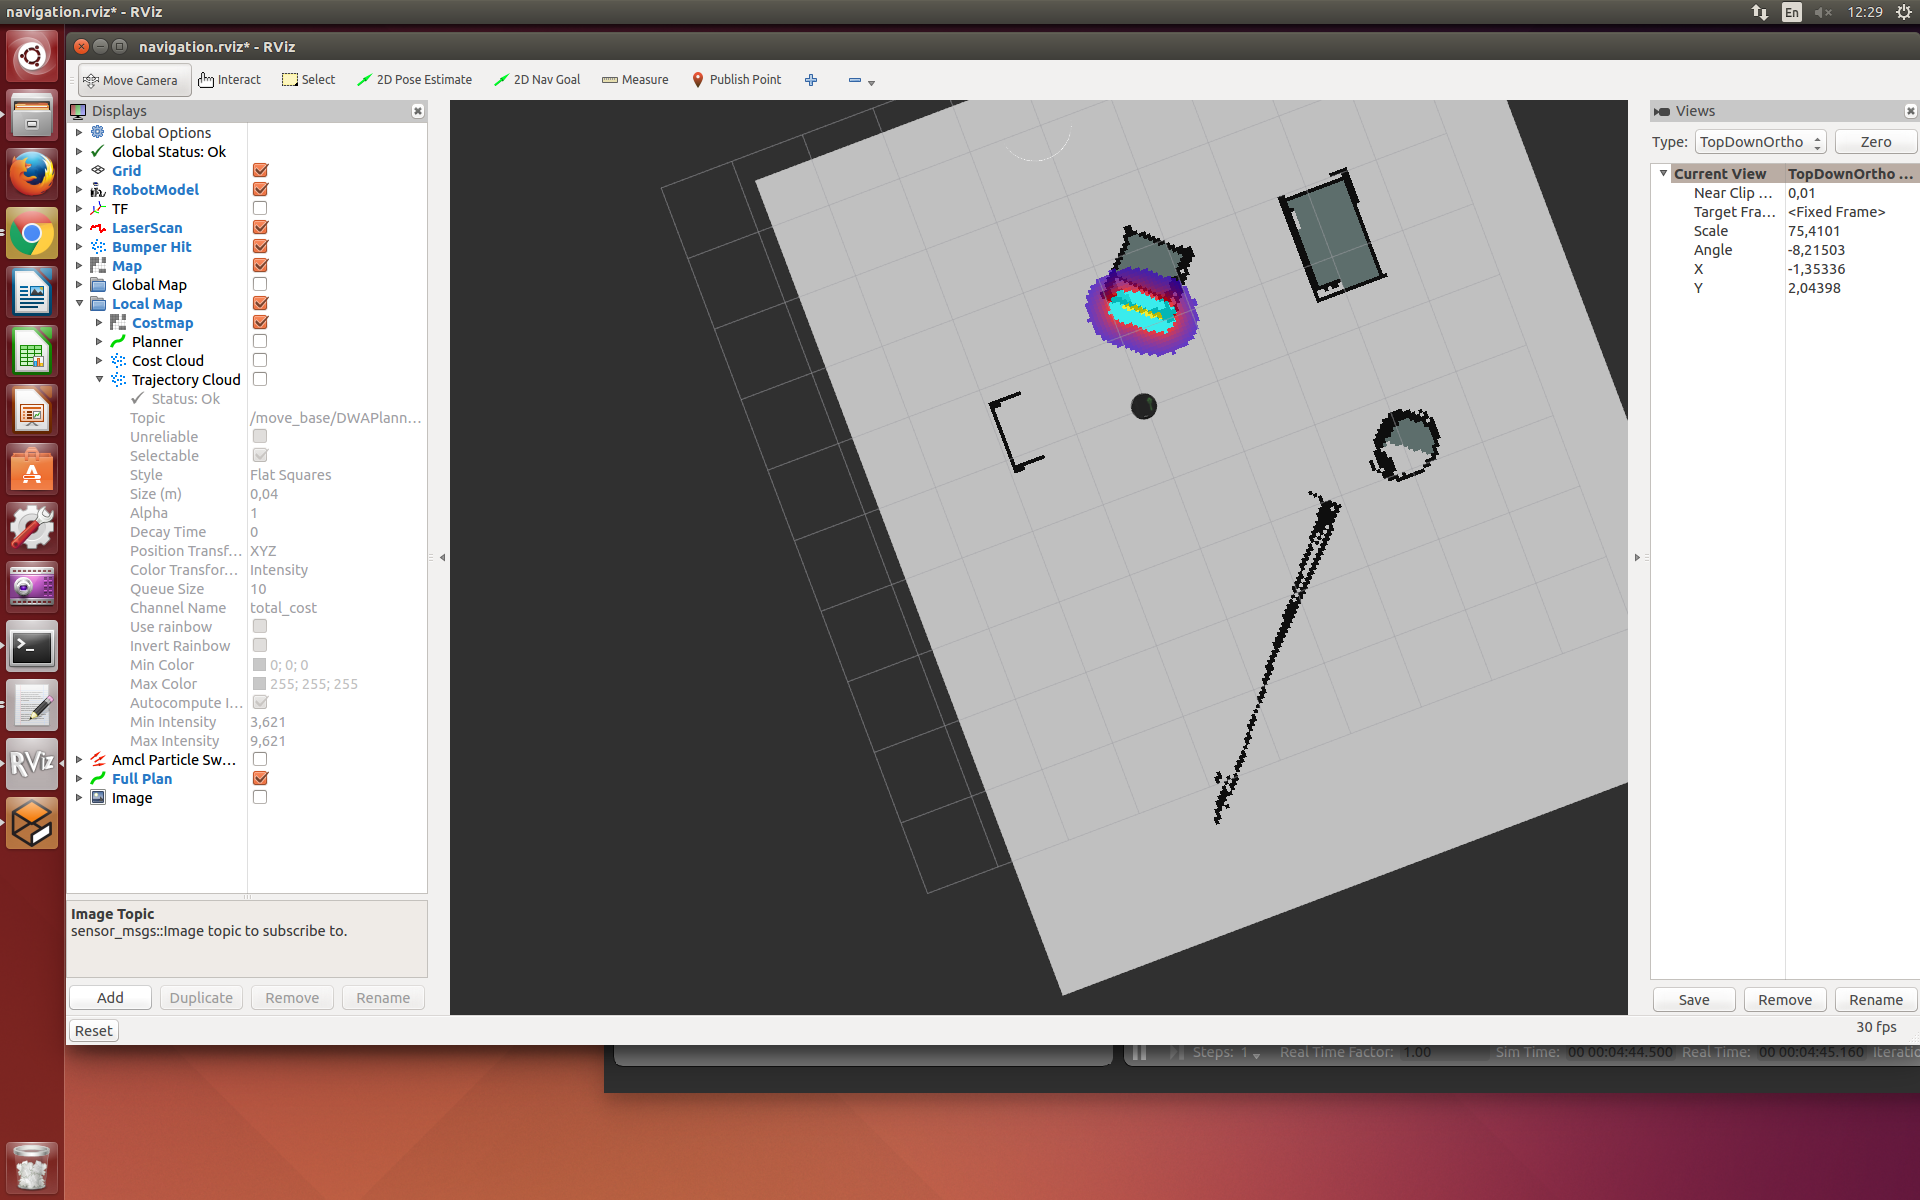 navigation.rviz* - RViz
En
12:29
navigation.rviz* - RViz
Move Camera
Interact
Select
2D Pose Estimate
2D Nav Goal
Measure
Publish Point
Displays
Global Options
Global Status: Ok
Grid
RobotModel
TF
LaserScan
Bumper Hit
Map
Global Map
Local Map
Costmap
Planner
Cost Cloud
Trajectory Cloud
Status: Ok
Topic /move_base/DWAPlann...
Unreliable
Selectable
Style Flat Squares
Size (m) 0,04
Alpha 1
Decay Time 0
Position Transf... XYZ
Color Transfor... Intensity
Queue Size 10
Channel Name total_cost
Use rainbow
Invert Rainbow
Min Color 0; 0; 0
Max Color 255; 255; 255
Autocompute I...
Min Intensity 3,621
Max Intensity 9,621
Amcl Particle Sw...
Full Plan
Image
Image Topic
sensor_msgs::Image topic to subscribe to.
Add Duplicate Remove Rename
Reset
Views
Type: TopDownOrtho Zero
Current View TopDownOrtho ...
Near Clip ... 0,01
Target Fra... <Fixed Frame>
Scale 75,4101
Angle -8,21503
X -1,35336
Y 2,04398
Save Remove Rename
30 fps
Steps: 1 Real Time Factor: 1.00 Sim Time: 00 00:04:44.500 Real Time: 00 00:04:45.160 Iteratio
RViz